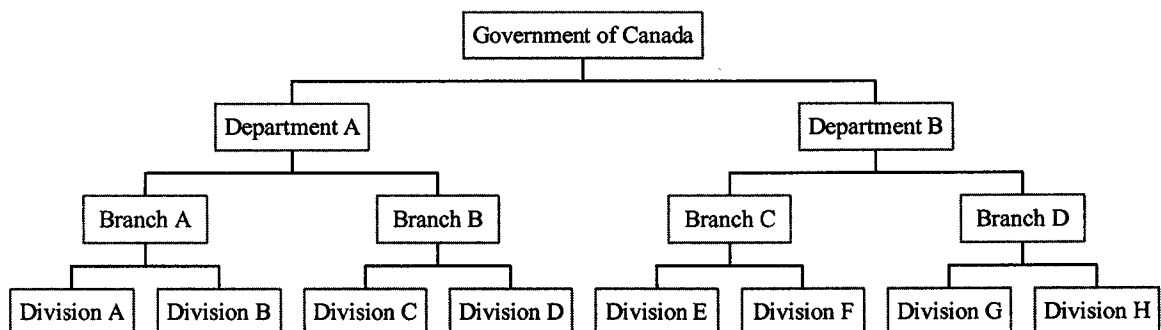 Government of Canada
Department A
Department B
Branch A
Branch B
Branch C
Branch D
Division A
Division B
Division C
Division D
Division E
Division F
Division G
Division H